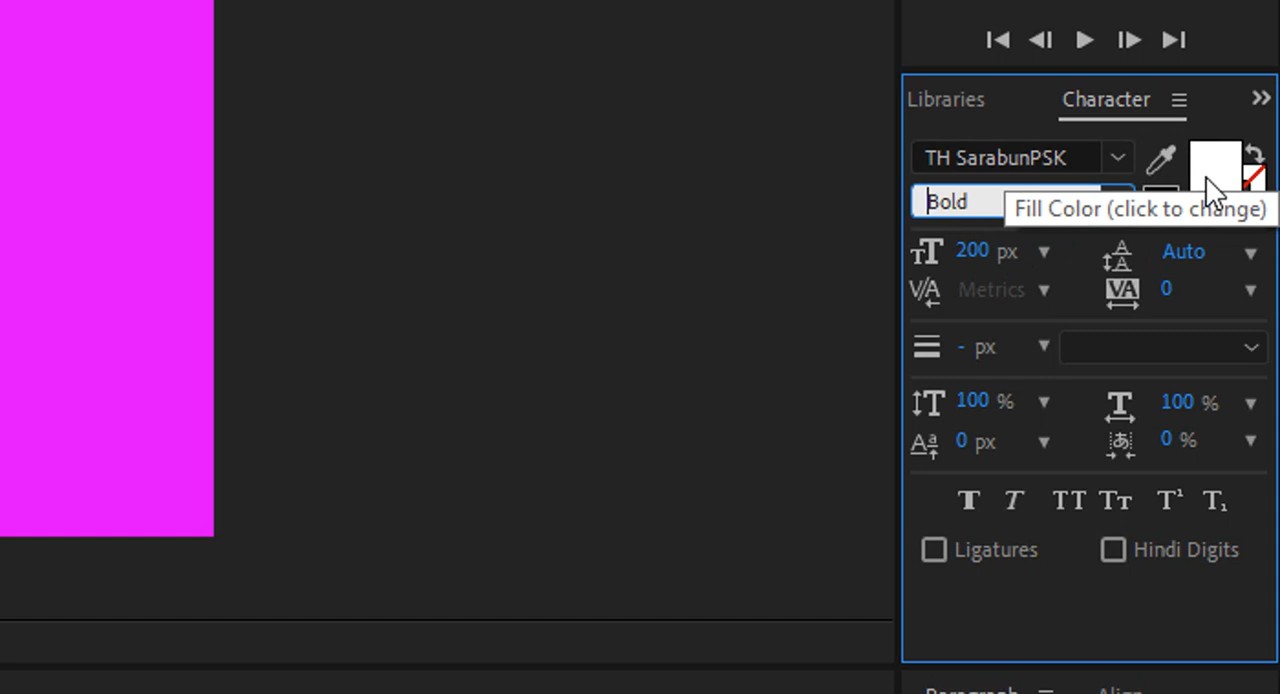 Libraries
Character
TH SarabunPSK
Bold
Fill Color (click to change)
200 px
Auto
Metrics
0
- px
100 %
100 %
0 px
0 %
Ligatures
Hindi Digits
Paragraph
Align